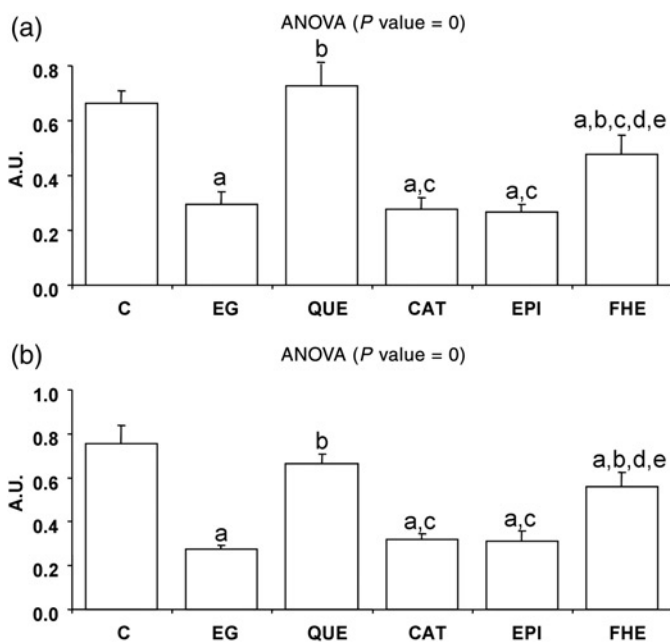 (a)
ANOVA (P value = 0)
0.8
0.6
0.4
0.2
0.0
A.U.
a
b
a,c
a,c
a,b,c,d,e
C EG QUE CAT EPI FHE
(b)
ANOVA (P value = 0)
1.0
0.8
0.6
0.4
0.2
0.0
A.U.
a
b
a,c
a,c
a,b,d,e
C EG QUE CAT EPI FHE